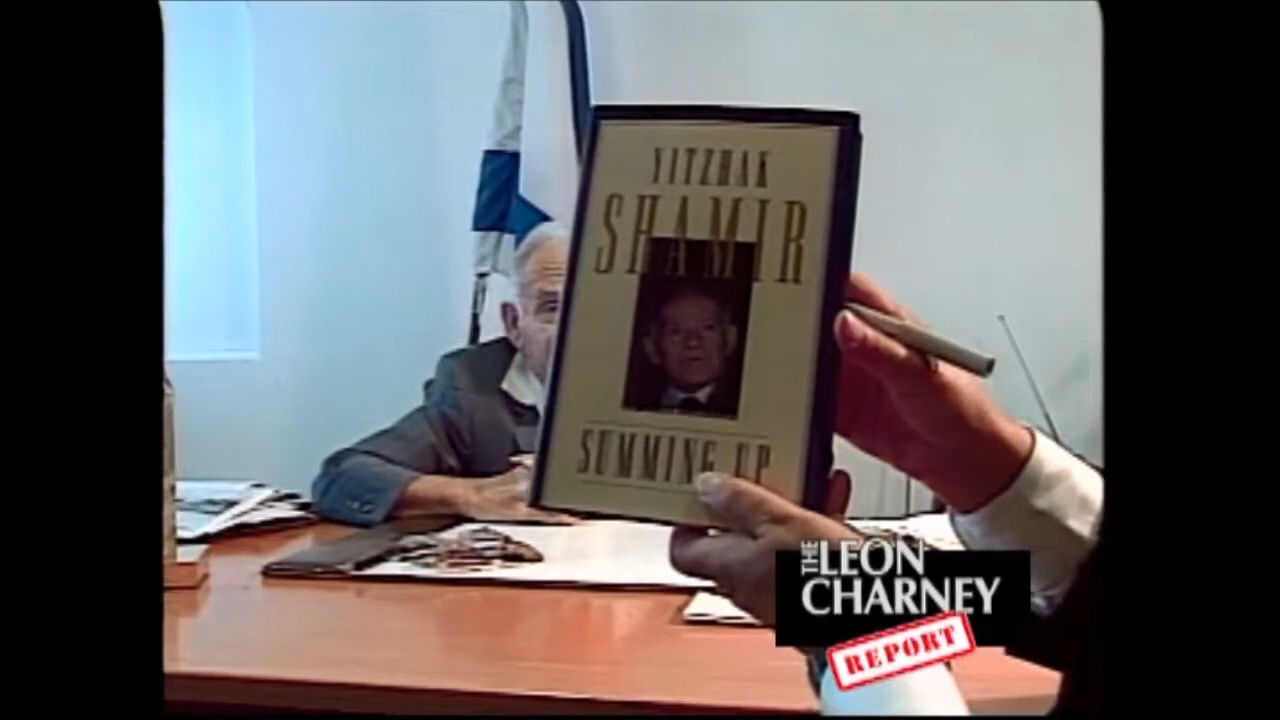 YITZHAK
SHAMIR
SUMMING UP
THE LEON
CHARNEY
REPORT